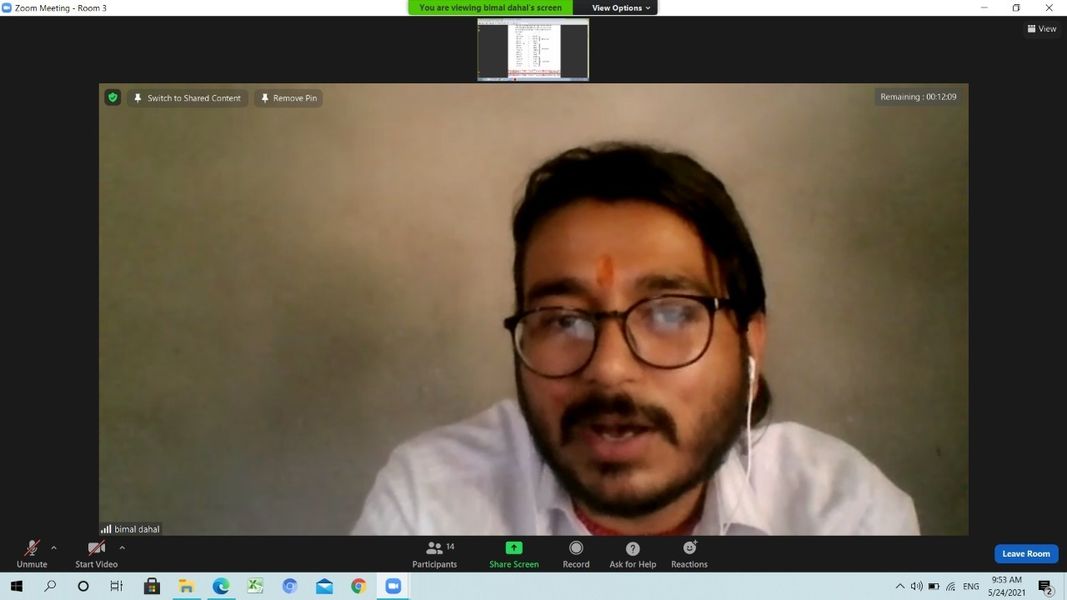 Zoom Meeting - Room 3
You are viewing bimal dahal's screen
View Options
View
Switch to Shared Content
Remove Pin
Remaining : 00:12:09
bimal dahal
Unmute
Start Video
14
Participants
Share Screen
Record
Ask for Help
Reactions
Leave Room
ENG
9:53 AM
5/24/2021
2